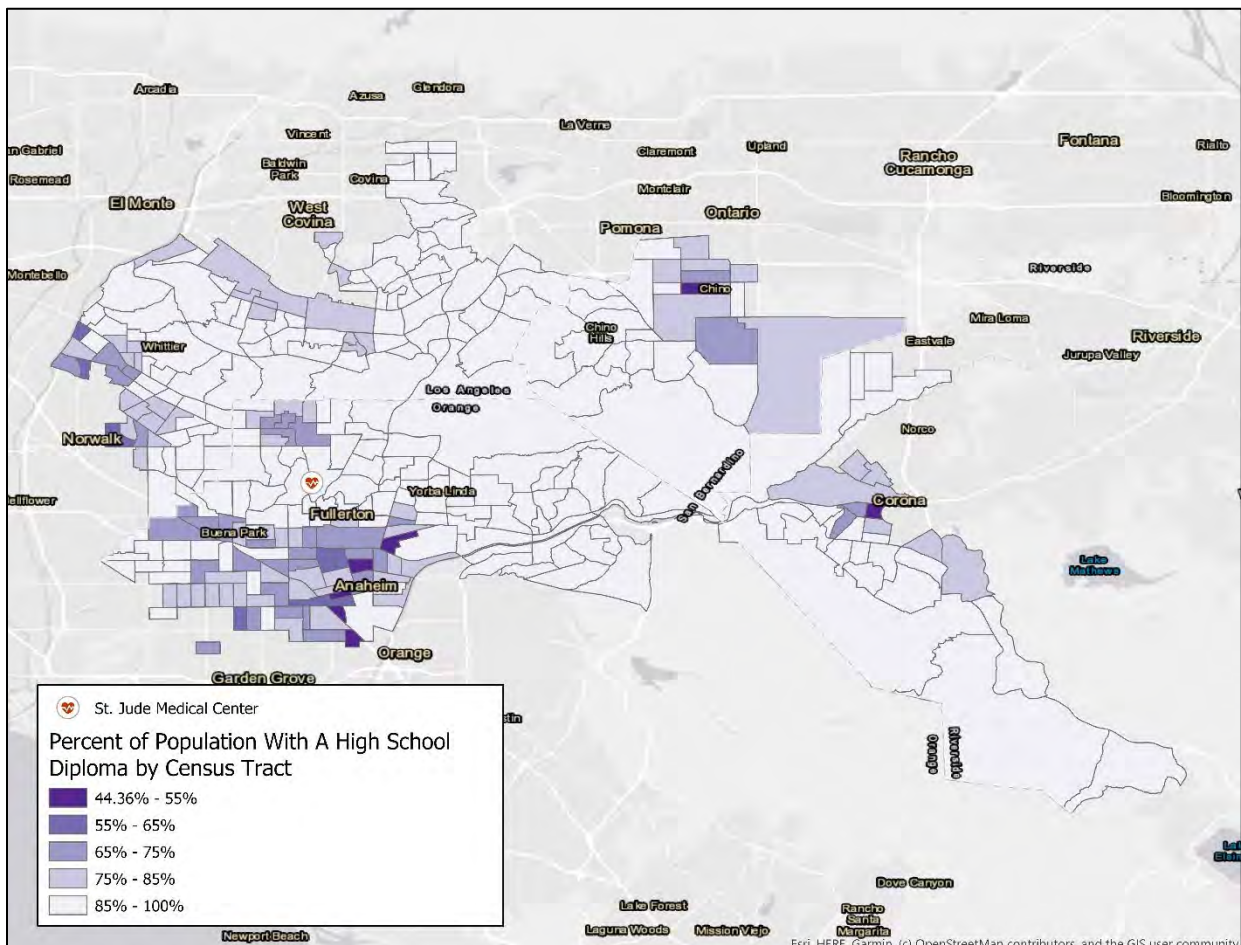 Arcadia
Azusa
Glendora
Vincent
La Verne
Fontana
an Gabriel
Baldwin
Park
Claremont
Upland
Rialto
Rosemead
Covina
Rancho
Cucamonga
Montclair
Bloomington
El Monte
West
Covina
Ontario
Pomona
Montebello
Riverside
Chino
Mira Loma
Chino
Hills
Riverside
Whittier
Eastvale
Jurupa Valley
Los Angeles
Orange
Norwalk
Norco
San Bernardino
Bellflower
Yorba Linda
Corona
Fullerton
Buena Park
Lake
Mathews
Anaheim
Orange
Garden Grove
St. Jude Medical Center
stin
Percent of Population With A High School
Diploma by Census Tract
Orange
Riverside
44.36% - 55%
55% - 65%
65% - 75%
75% - 85%
85% - 100%
Dove Canyon
Lake Forest
Rancho
Santa
Margarita
Laguna Woods
Mission Viejo
Newport Beach
Esri, HERE, Garmin, (c) OpenStreetMap contributors, and the GIS user community